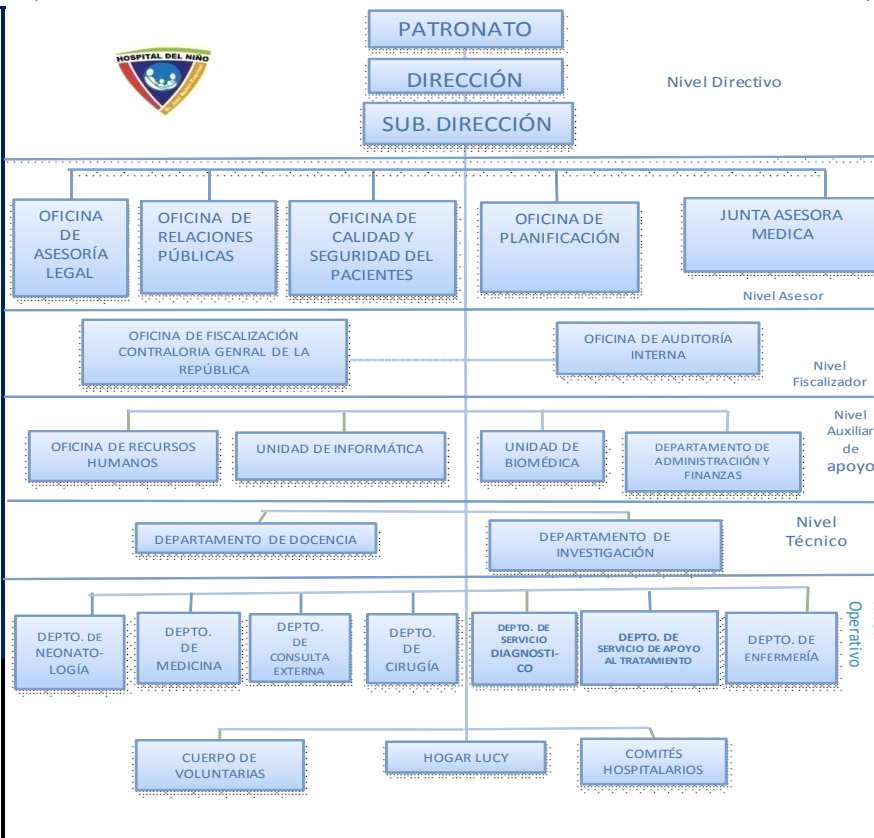 HOSPITAL DEL NIÑO
PATRONATO
DIRECCIÓN
SUB. DIRECCIÓN
Nivel Directivo
OFICINA
DE
ASESORÍA
LEGAL
OFICINA DE
RELACIONES
PÚBLICAS
OFICINA DE
CALIDAD Y
SEGURIDAD DEL
PACIENTES
OFICINA DE
PLANIFICACIÓN
JUNTA ASESORA
MEDICA
Nivel Asesor
OFICINA DE FISCALIZACIÓN
CONTRALORIA GENRAL DE LA
REPÚBLICA
OFICINA DE AUDITORÍA
INTERNA
Nivel
Fiscalizador
OFICINA DE RECURSOS
HUMANOS
UNIDAD DE INFORMÁTICA
UNIDAD DE
BIOMÉDICA
DEPARTAMENTO DE
ADMINISTRACIIÓN Y
FINANZAS
Nivel
Auxiliar
de
apoyo
DEPARTAMENTO DE DOCENCIA
DEPARTAMENTO DE
INVESTIGACIÓN
Nivel
Técnico
DEPTO. DE
NEONATO-
LOGÍA
DEPTO.
DE
MEDICINA
DEPTO.
DE
CONSULTA
EXTERNA
DEPTO.
DE
CIRUGÍA
DEPTO. DE
SERVICIO
DIAGNOSTI-
CO
DEPTO. DE
SERVICIO DE APOYO
AL TRATAMIENTO
DEPTO. DE
ENFERMERÍA
Operativo
CUERPO DE
VOLUNTARIAS
HOGAR LUCY
COMITÉS
HOSPITALARIOS